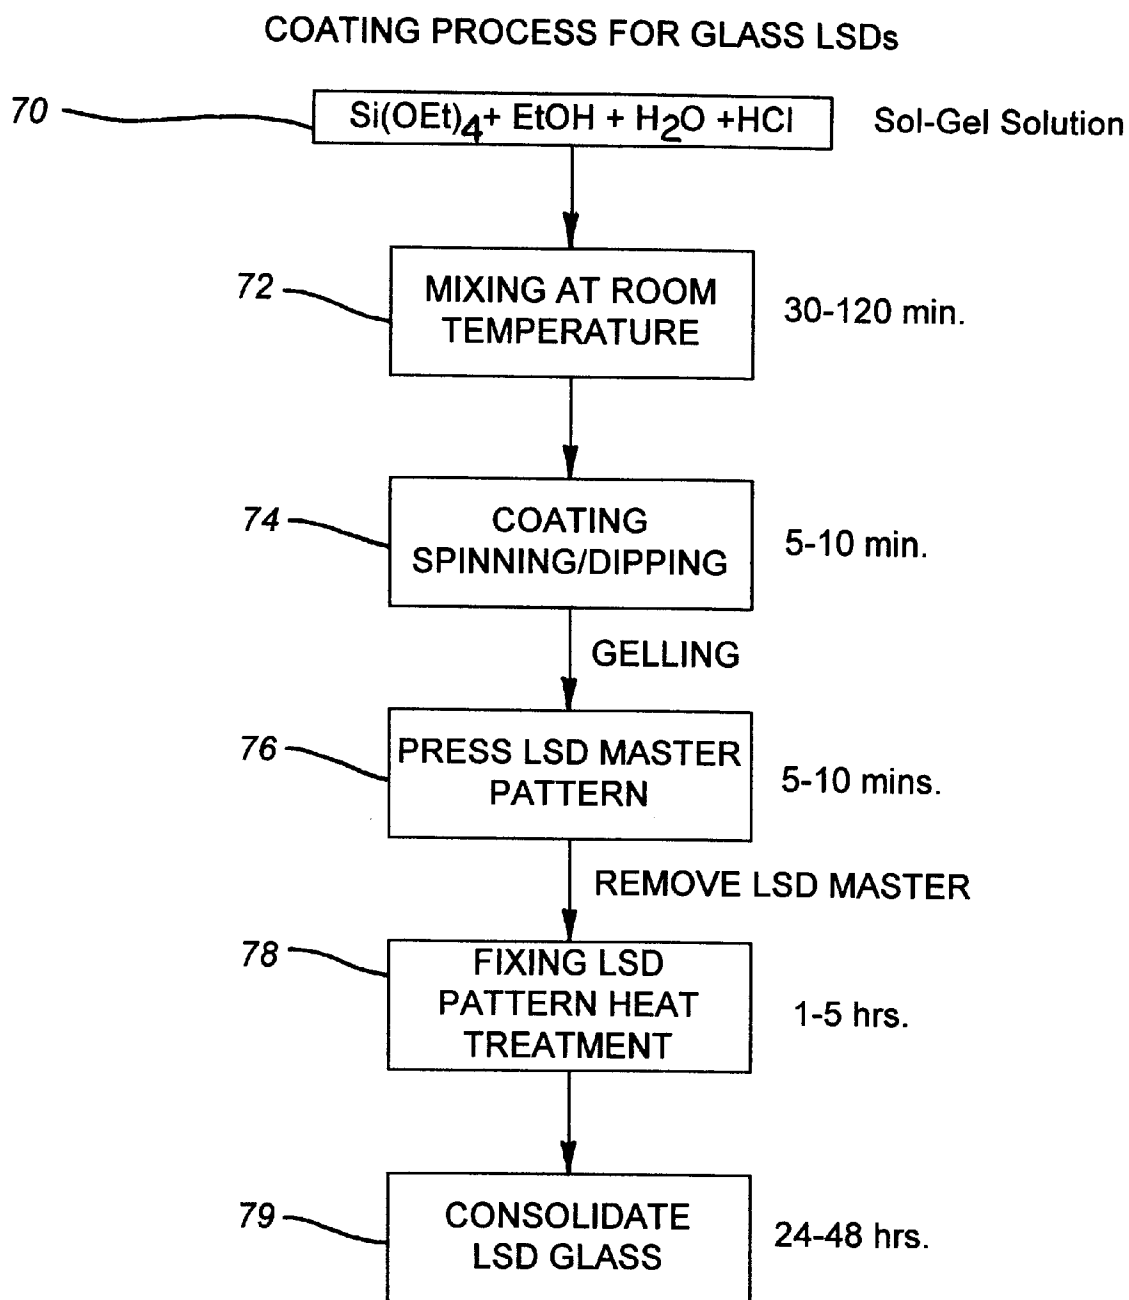 COATING PROCESS FOR GLASS LSDs
70
Si(OEt)4+ EtOH + H2O +HCl
Sol-Gel Solution
72
MIXING AT ROOM
TEMPERATURE
30-120 min.
74
COATING
SPINNING/DIPPING
5-10 min.
GELLING
76
PRESS LSD MASTER
PATTERN
5-10 mins.
REMOVE LSD MASTER
78
FIXING LSD
PATTERN HEAT
TREATMENT
1-5 hrs.
79
CONSOLIDATE
LSD GLASS
24-48 hrs.